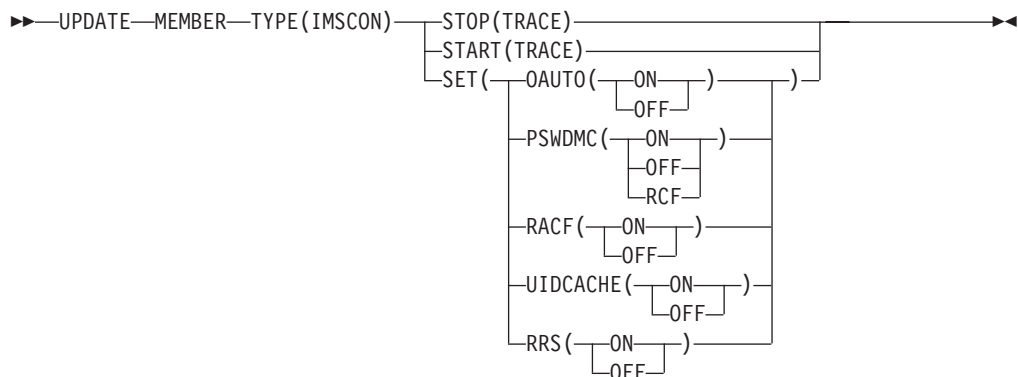 UPDATE MEMBER TYPE(IMSCON) STOP(TRACE)
START(TRACE)
SET( OAUTO( ON ) )
OFF
PSWDMC( ON )
OFF
RCF
RACF( ON )
OFF
UIDCACHE( ON )
OFF
RRS( ON )
OFF